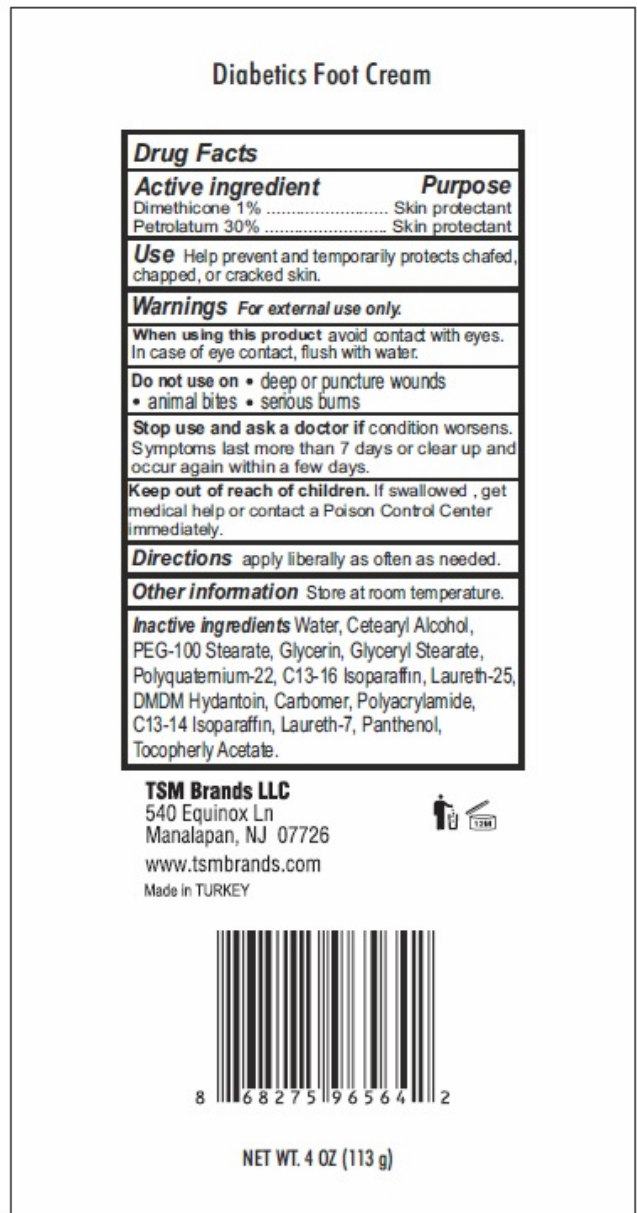 Diabetics Foot Cream
Drug Facts
Active ingredient Purpose
Dimethicone 1% .......................... Skin protectant
Petrolatum 30% .......................... Skin protectant
Use Help prevent and temporarily protects chafed,
chapped, or cracked skin.
Warnings For external use only.
When using this product avoid contact with eyes.
In case of eye contact, flush with water.
Do not use on • deep or puncture wounds
• animal bites • serious burns
Stop use and ask a doctor if condition worsens.
Symptoms last more than 7 days or clear up and
occur again within a few days.
Keep out of reach of children. If swallowed , get
medical help or contact a Poison Control Center
immediately.
Directions apply liberally as often as needed.
Other information Store at room temperature.
Inactive ingredients Water, Cetearyl Alcohol,
PEG-100 Stearate, Glycerin, Glyceryl Stearate,
Polyquaternium-22, C13-16 Isoparaffin, Laureth-25,
DMDM Hydantoin, Carbomer, Polyacrylamide,
C13-14 Isoparaffin, Laureth-7, Panthenol,
Tocopherly Acetate.
TSM Brands LLC
540 Equinox Ln
Manalapan, NJ 07726
www.tsmbrands.com
Made in TURKEY
12M
8 68275 96564 2
NET WT. 4 OZ (113 g)